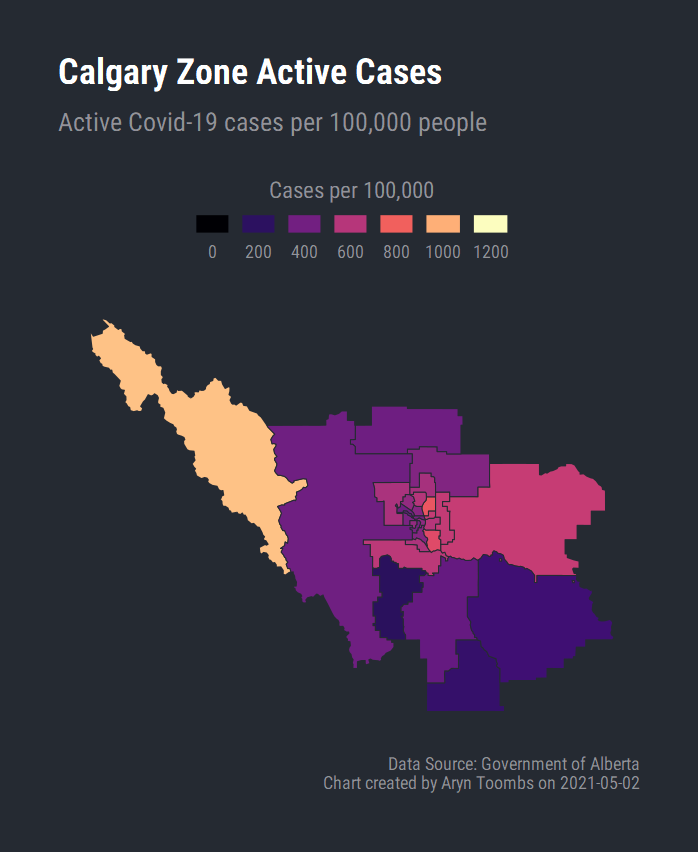 Calgary Zone Active Cases
Active Covid-19 cases per 100,000 people
Cases per 100,000
0 200 400 600 800 1000 1200
Data Source: Government of Alberta
Chart created by Aryn Toombs on 2021-05-02